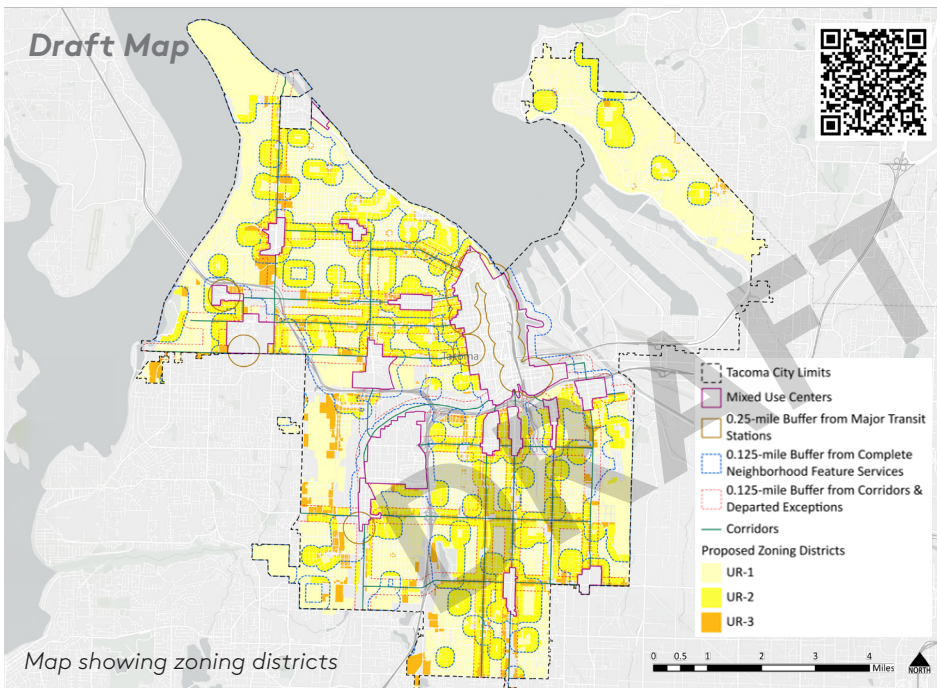 Draft Map
Tacoma
DRAFT
Tacoma City Limits
Mixed Use Centers
0.25-mile Buffer from Major Transit
Stations
0.125-mile Buffer from Complete
Neighborhood Feature Services
0.125-mile Buffer from Corridors &
Departed Exceptions
Corridors
Proposed Zoning Districts
UR-1
UR-2
UR-3
Map showing zoning districts
0 0.5 1 2 3 4
Miles
NORTH